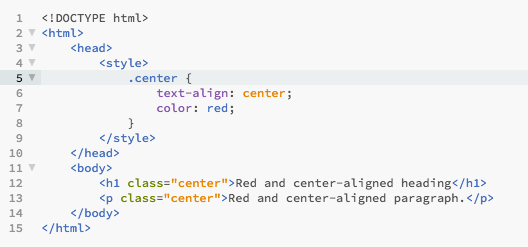 1 <!DOCTYPE html>
2 <html>
3 <head>
4 <style>
5 .center {
6 text-align: center;
7 color: red;
8 }
9 </style>
10 </head>
11 <body>
12 <h1 class="center">Red and center-aligned heading</h1>
13 <p class="center">Red and center-aligned paragraph.</p>
14 </body>
15 </html>